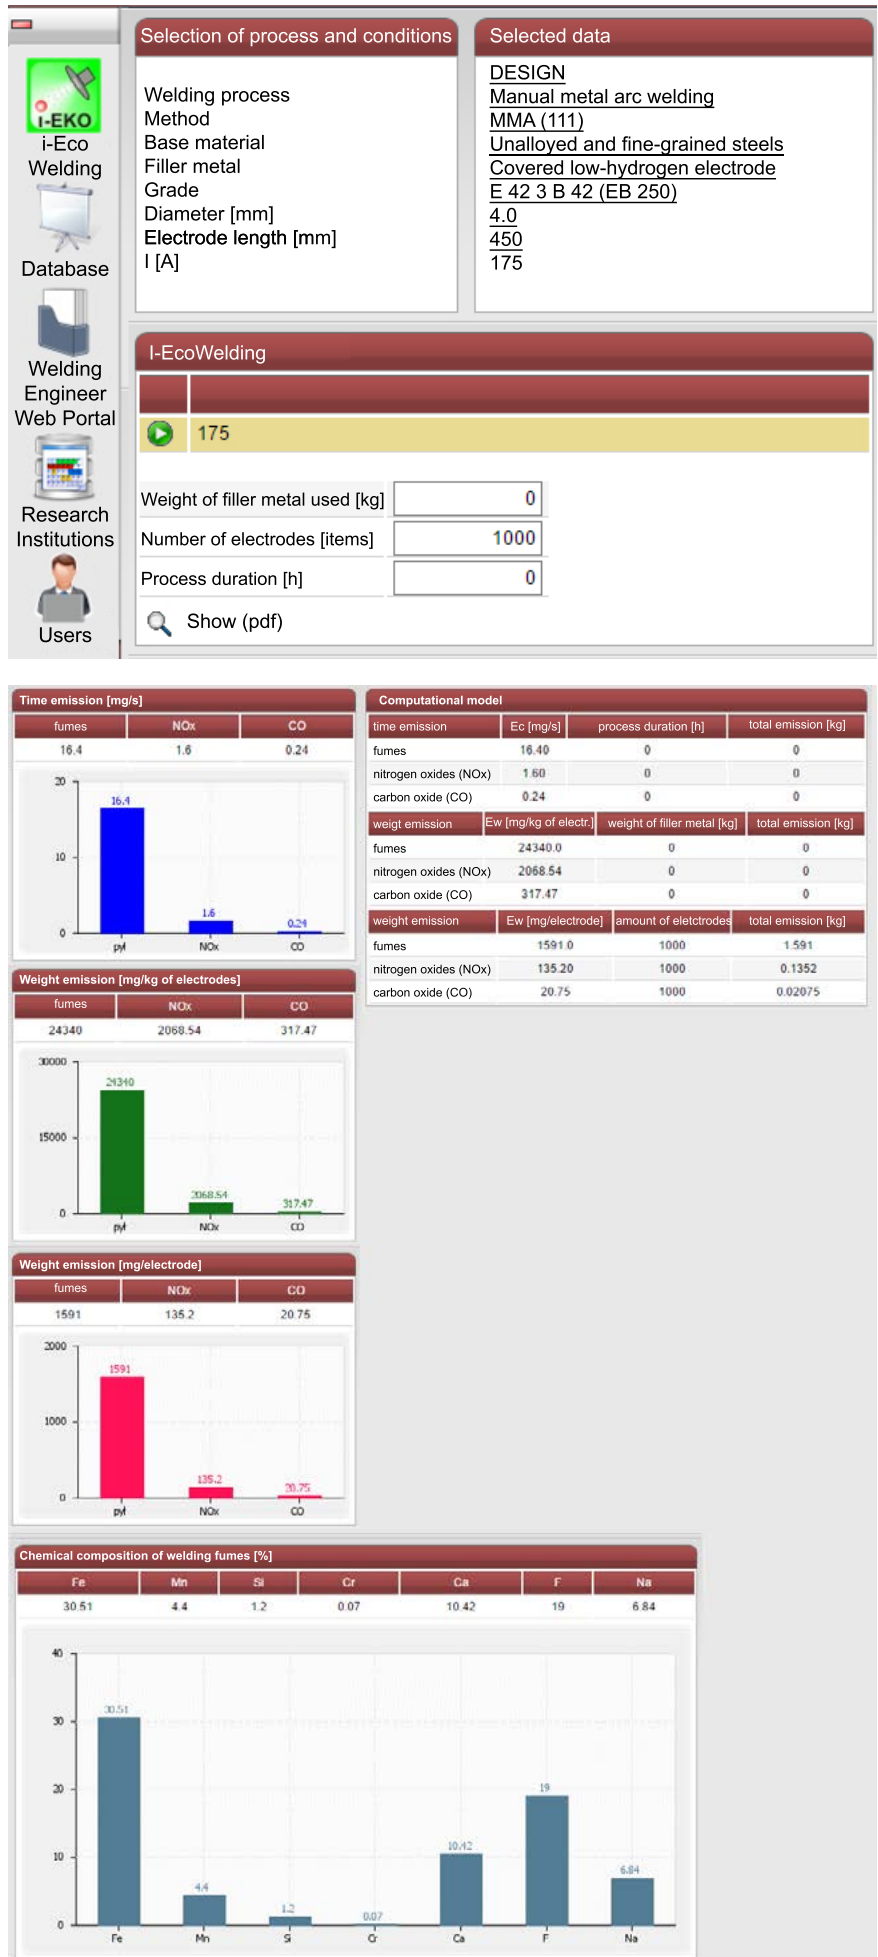 Selection of process and conditions
Welding process
Method
Base material
Filler metal
Grade
Diameter [mm]
Electrode length [mm]
I [A]
Selected data
DESIGN
Manual metal arc welding
MMA (111)
Unalloyed and fine-grained steels
Covered low-hydrogen electrode
E 42 3 B 42 (EB 250)
4.0
450
175
i-EKO
i-Eco
Welding
Database
Welding
Engineer
Web Portal
Research
Institutions
Users
I-EcoWelding
175
Weight of filler metal used [kg] 0
Number of electrodes [items] 1000
Process duration [h] 0
Show (pdf)
Time emission [mg/s]
fumes NOx CO
16.4 1.6 0.24
20
16.4
10
1.6 0.24
0
pył NOx CO
Computational model
time emission Ec [mg/s] process duration [h] total emission [kg]
fumes 16.40 0 0
nitrogen oxides (NOx) 1.60 0 0
carbon oxide (CO) 0.24 0 0
weigt emission Ew [mg/kg of electr.] weight of filler metal [kg] total emission [kg]
fumes 24340.0 0 0
nitrogen oxides (NOx) 2068.54 0 0
carbon oxide (CO) 317.47 0 0
weight emission Ew [mg/electrode] amount of eletctrodes total emission [kg]
fumes 1591.0 1000 1.591
nitrogen oxides (NOx) 135.20 1000 0.1352
carbon oxide (CO) 20.75 1000 0.02075
Weight emission [mg/kg of electrodes]
fumes NOx CO
24340 2068.54 317.47
30000
24340
15000
2068.54 317.47
0
pył NOx CO
Weight emission [mg/electrode]
fumes NOx CO
1591 135.2 20.75
2000
1591
1000
135.2 20.75
0
pył NOx CO
Chemical composition of welding fumes [%]
Fe Mn Si Cr Ca F Na
30.51 4.4 1.2 0.07 10.42 19 6.84
40
30.51
30
20
19
10
10.42
6.84
4.4
1.2
0.07
0
Fe Mn Si Cr Ca F Na